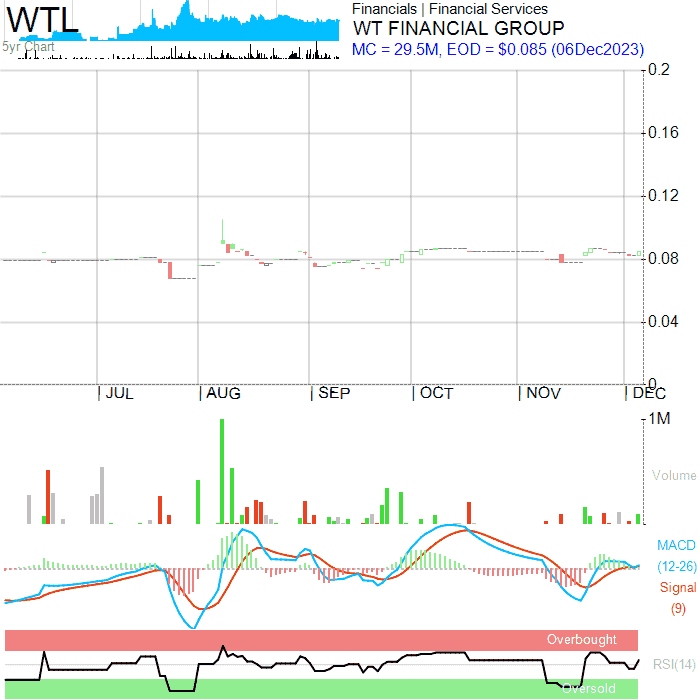 WTL
5yr Chart
Financials | Financial Services
WT FINANCIAL GROUP
MC = 29.5M, EOD = $0.085 (06Dec2023)
0.2
0.16
0.12
0.08
0.04
0
| JUL | AUG | SEP | OCT | NOV | DEC
1M
Volume
MACD
(12-26)
Signal
(9)
Overbought
RSI(14)
Oversold